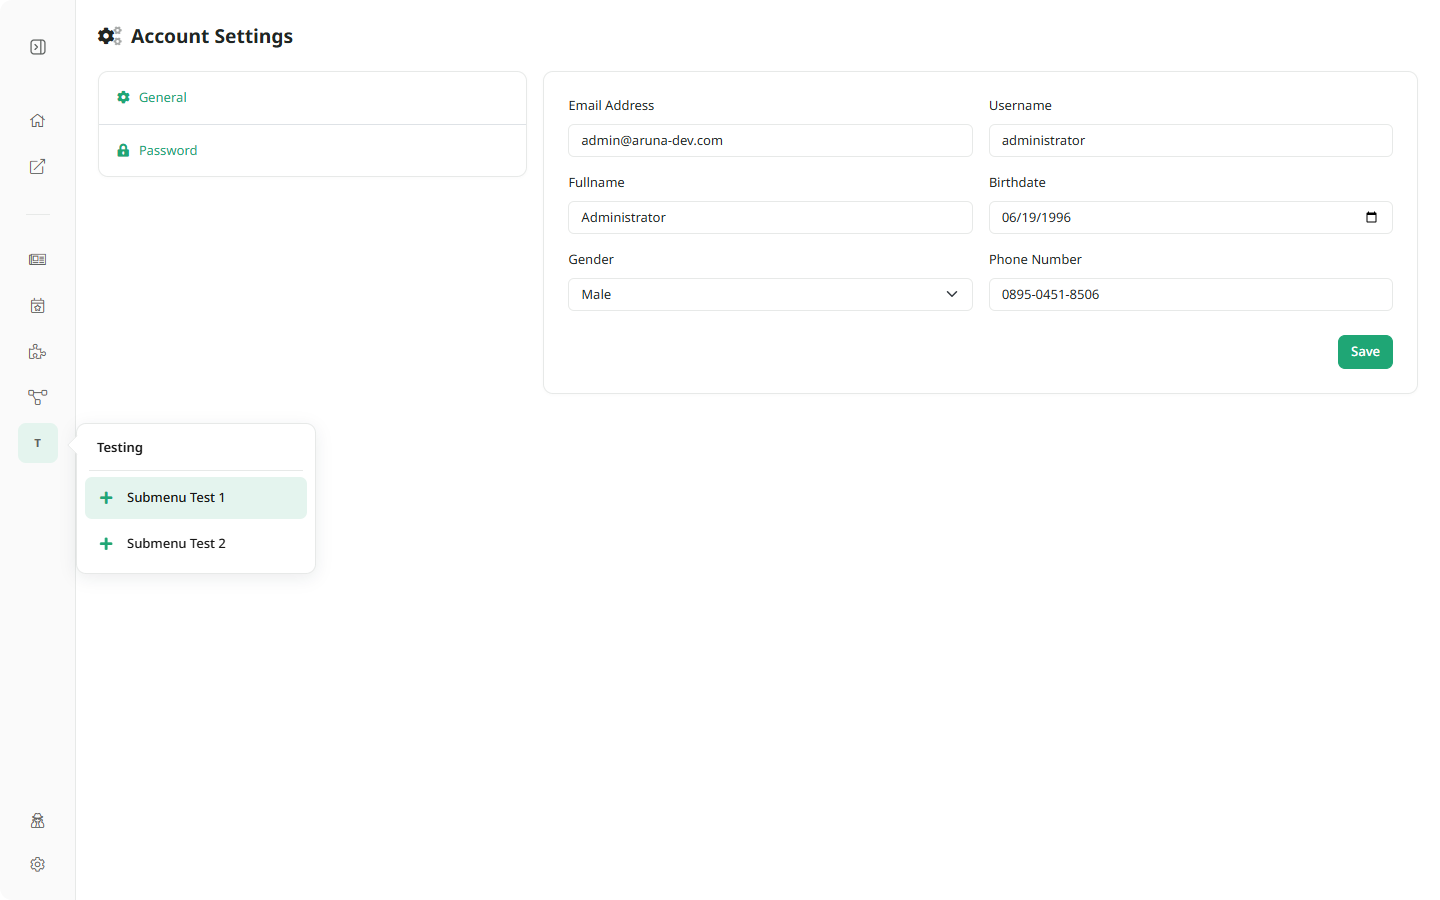 Account Settings
General
Password
Email Address
Username
admin@aruna-dev.com
administrator
Fullname
Birthdate
Administrator
06/19/1996
Gender
Phone Number
Male
0895-0451-8506
Save
T
Testing
Submenu Test 1
Submenu Test 2